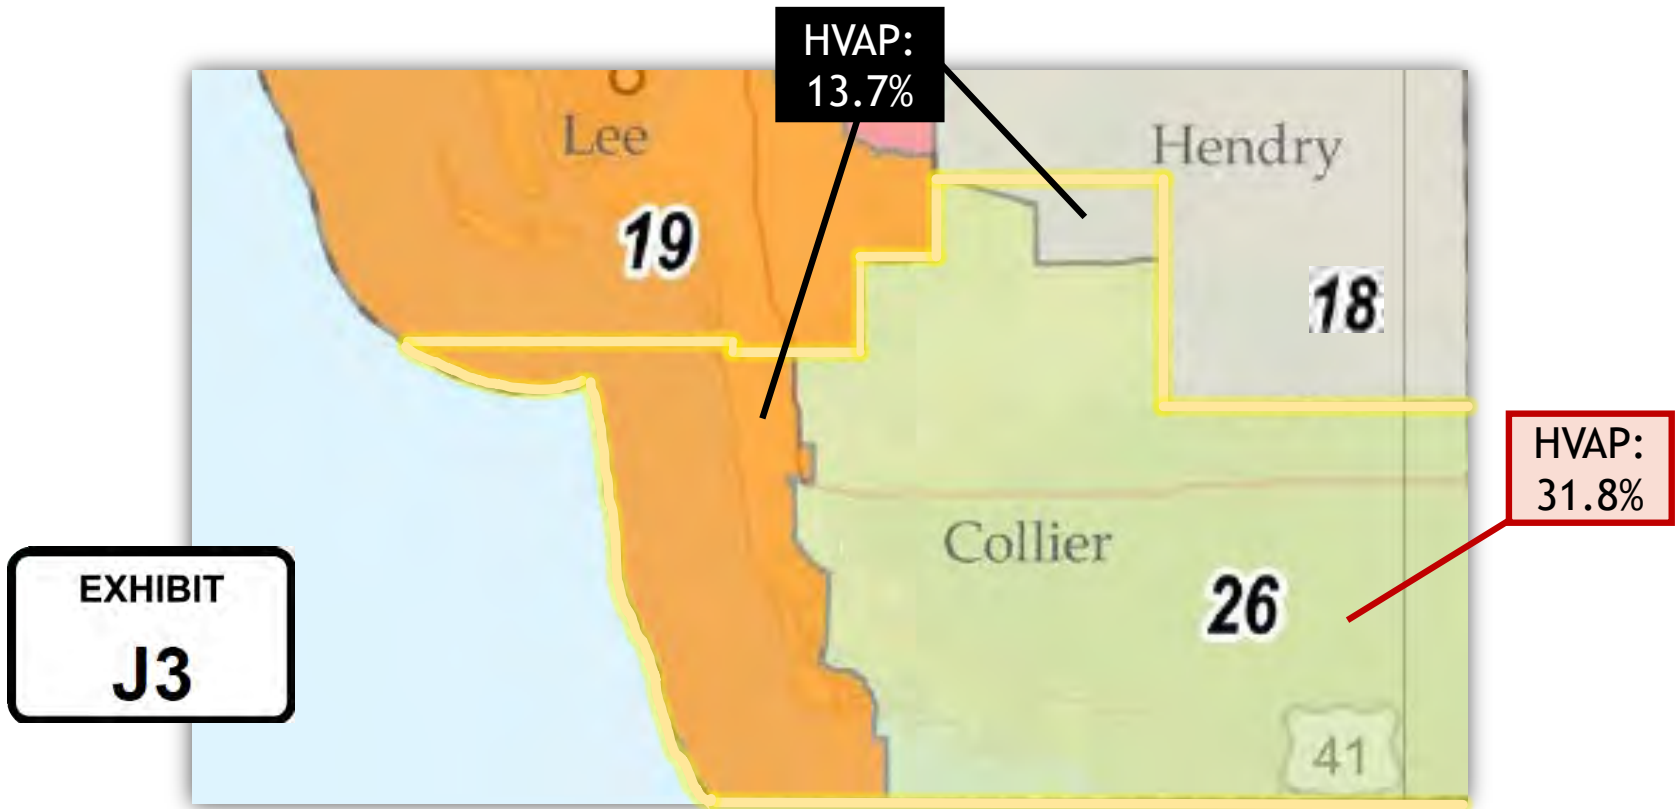 HVAP:
13.7%
Lee
Hendry
19
18
HVAP:
31.8%
Collier
26
EXHIBIT
J3
41